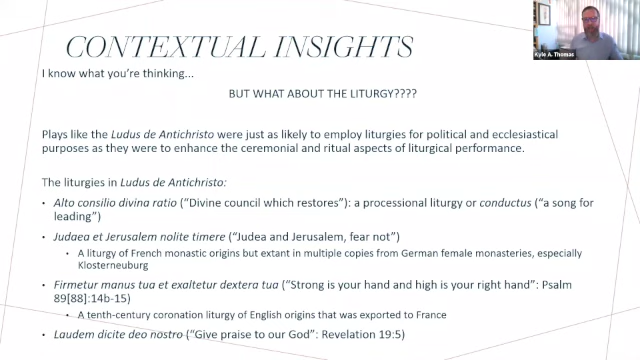 CONTEXTUAL INSIGHTS
Kyle A. Thomas
I know what you're thinking...
BUT WHAT ABOUT THE LITURGY????
Plays like the Ludus de Antichristo were just as likely to employ liturgies for political and ecclesiastical
purposes as they were to enhance the ceremonial and ritual aspects of liturgical performance.
The liturgies in Ludus de Antichristo:
• Alto consilio divina ratio ("Divine council which restores"): a processional liturgy or conductus ("a song for
leading")
• Judaea et Jerusalem nolite timere ("Judea and Jerusalem, fear not")
• A liturgy of French monastic origins but extant in multiple copies from German female monasteries, especially
Klosterneuburg
• Firmetur manus tua et exaltetur dextera tua ("Strong is your hand and high is your right hand": Psalm
89[88]:14b-15)
• A tenth-century coronation liturgy of English origins that was exported to France
• Laudem dicite deo nostro ("Give praise to our God": Revelation 19:5)